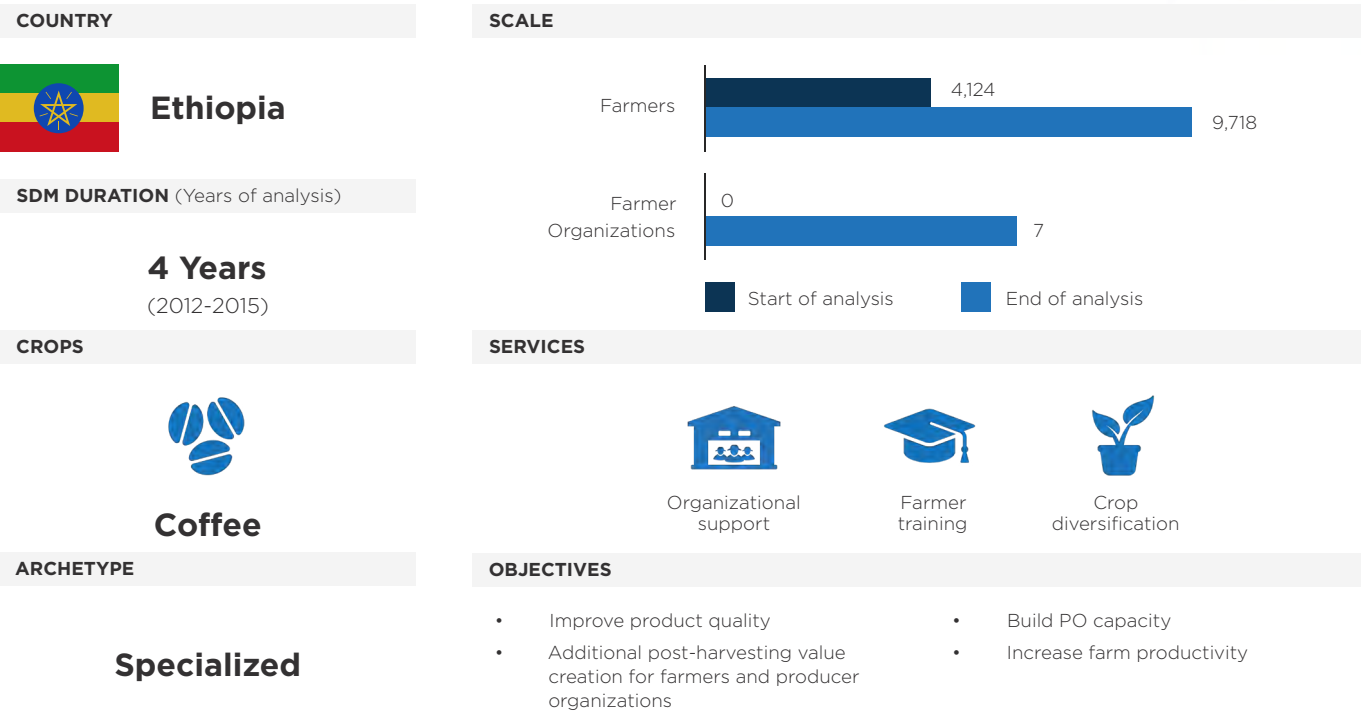 COUNTRY
Ethiopia
SDM DURATION (Years of analysis)
4 Years
(2012-2015)
CROPS
Coffee
ARCHETYPE
Specialized
SCALE
Farmers
4,124
9,718
Farmer
Organizations
0
7
Start of analysis
End of analysis
SERVICES
Organizational
support
Farmer
training
Crop
diversification
OBJECTIVES
• Improve product quality
• Additional post-harvesting value
creation for farmers and producer
organizations
• Build PO capacity
• Increase farm productivity